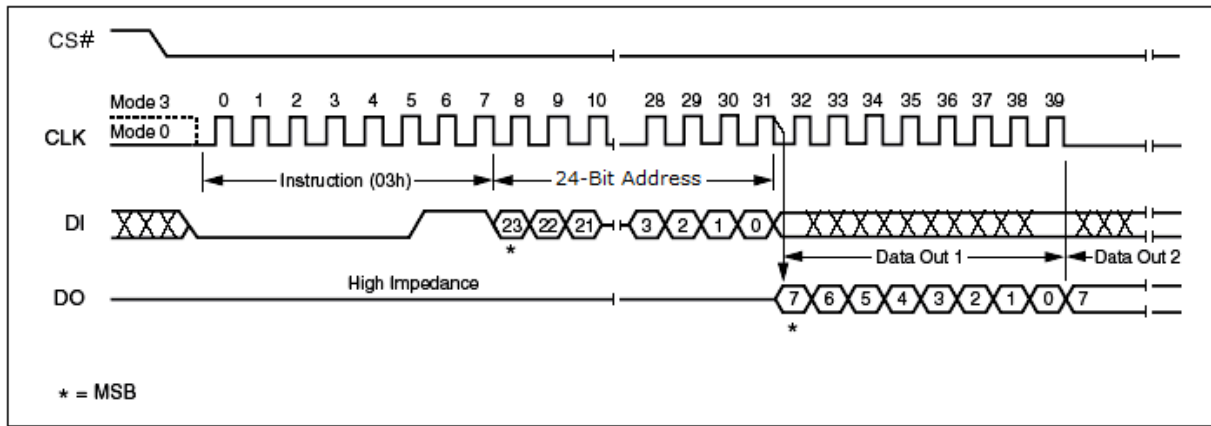 CS#
Mode 3 0 1 2 3 4 5 6 7 8 9 10 28 29 30 31 32 33 34 35 36 37 38 39
Mode 0
CLK
Instruction (03h) 24-Bit Address
DI 23 22 21 3 2 1 0
* Data Out 1 Data Out 2
High Impedance
DO 7 6 5 4 3 2 1 0 7
*
* = MSB